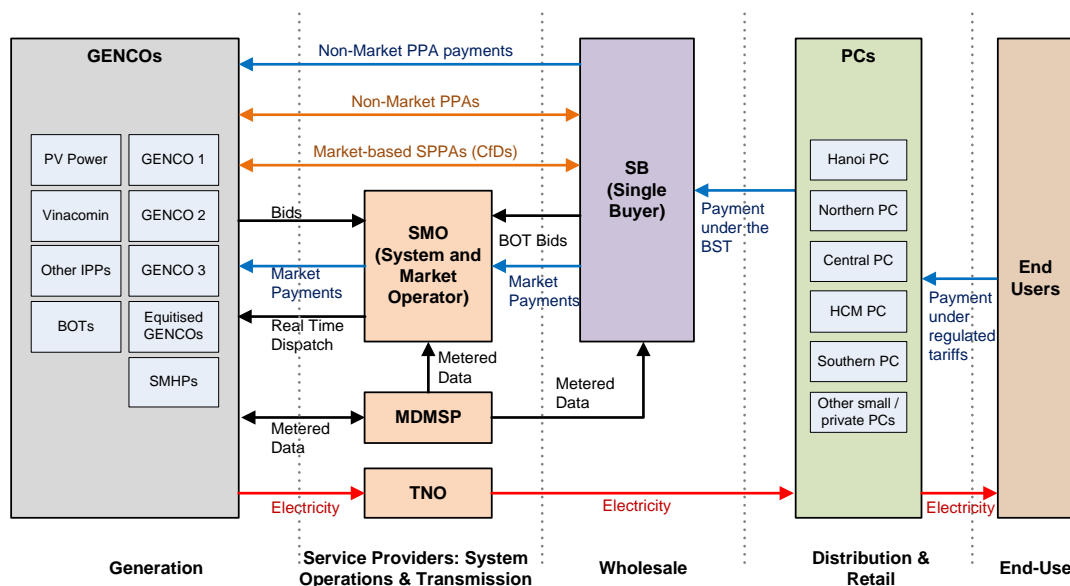 GENCOs
PV Power
GENCO 1
Vinacomin
GENCO 2
Other IPPs
GENCO 3
BOTs
Equitised
GENCOs
SMHPs
Non-Market PPA payments
Non-Market PPAs
Market-based SPPAs (CfDs)
Bids
Market
Payments
Real Time
Dispatch
Metered
Data
Electricity
SMO
(System and
Market
Operator)
Metered
Data
MDMSP
TNO
BOT Bids
Market
Payments
Metered
Data
Electricity
SB
(Single
Buyer)
Payment
under the
BST
PCs
Hanoi PC
Northern PC
Central PC
HCM PC
Southern PC
Other small /
private PCs
Payment
under
regulated
tariffs
Electricity
End
Users
Generation
Service Providers: System
Operations & Transmission
Wholesale
Distribution &
Retail
End-Use